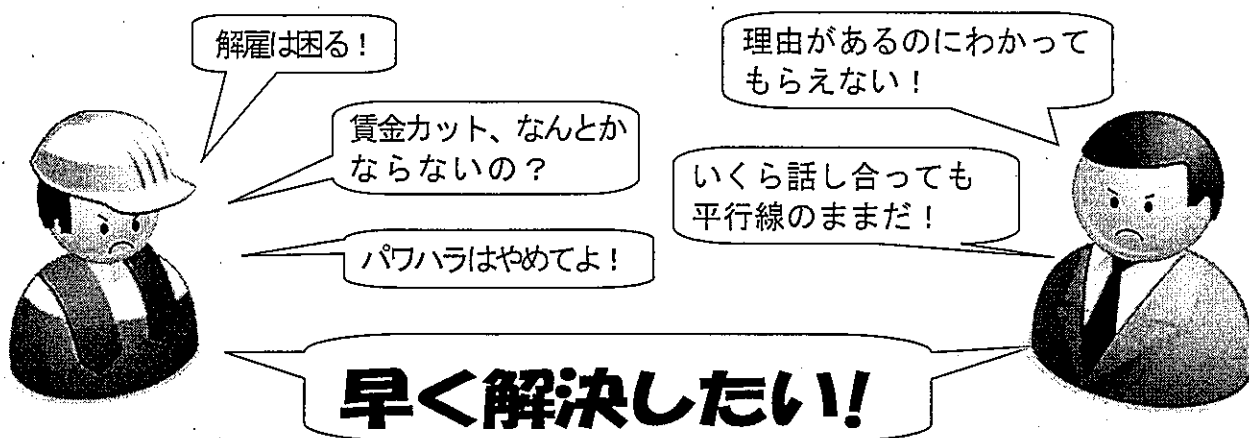 解雇は困る！
賃金カット、なんとか
ならないの？
パワハラはやめてよ！
理由があるのにわかって
もらえない！
いくら話し合っても
平行線のままだ！
早く解決したい！